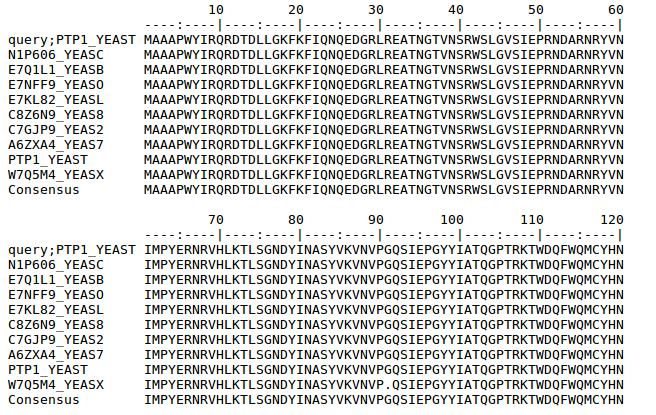 10 20 30 40 50 60
----:----|----:----|----:----|----:----|----:----|----:----|
query;PTP1_YEAST MAAAPWYIRQRDTDLLGKFKFIQNQEDGRLREATNGTVNSRWSLGVSIEPRNDARNRYVN
N1P606_YEASC MAAAPWYIRQRDTDLLGKFKFIQNQEDGRLREATNGTVNSRWSLGVSIEPRNDARNRYVN
E7Q1L1_YEASB MAAAPWYIRQRDTDLLGKFKFIQNQEDGRLREATNGTVNSRWSLGVSIEPRNDARNRYVN
E7NFF9_YEASO MAAAPWYIRQRDTDLLGKFKFIQNQEDGRLREATNGTVNSRWSLGVSIEPRNDARNRYVN
E7KL82_YEASL MAAAPWYIRQRDTDLLGKFKFIQNQEDGRLREATNGTVNSRWSLGVSIEPRNDARNRYVN
C8Z6N9_YEAS8 MAAAPWYIRQRDTDLLGKFKFIQNQEDGRLREATNGTVNSRWSLGVSIEPRNDARNRYVN
C7GJP9_YEAS2 MAAAPWYIRQRDTDLLGKFKFIQNQEDGRLREATNGTVNSRWSLGVSIEPRNDARNRYVN
A6ZXA4_YEAS7 MAAAPWYIRQRDTDLLGKFKFIQNQEDGRLREATNGTVNSRWSLGVSIEPRNDARNRYVN
PTP1_YEAST MAAAPWYIRQRDTDLLGKFKFIQNQEDGRLREATNGTVNSRWSLGVSIEPRNDARNRYVN
W7Q5M4_YEASX MAAAPWYIRQRDTDLLGKFKFIQNQEDGRLREATNGTVNSRWSLGVSIEPRNDARNRYVN
Consensus MAAAPWYIRQRDTDLLGKFKFIQNQEDGRLREATNGTVNSRWSLGVSIEPRNDARNRYVN
70 80 90 100 110 120
----:----|----:----|----:----|----:----|----:----|----:----|
query;PTP1_YEAST IMPYERNRVHLKTLSGNDYINASYVKVNVPGQSIEPGYYIATQGPTRKTWDQFWQMCYHN
N1P606_YEASC IMPYERNRVHLKTLSGNDYINASYVKVNVPGQSIEPGYYIATQGPTRKTWDQFWQMCYHN
E7Q1L1_YEASB IMPYERNRVHLKTLSGNDYINASYVKVNVPGQSIEPGYYIATQGPTRKTWDQFWQMCYHN
E7NFF9_YEASO IMPYERNRVHLKTLSGNDYINASYVKVNVPGQSIEPGYYIATQGPTRKTWDQFWQMCYHN
E7KL82_YEASL IMPYERNRVHLKTLSGNDYINASYVKVNVPGQSIEPGYYIATQGPTRKTWDQFWQMCYHN
C8Z6N9_YEAS8 IMPYERNRVHLKTLSGNDYINASYVKVNVPGQSIEPGYYIATQGPTRKTWDQFWQMCYHN
C7GJP9_YEAS2 IMPYERNRVHLKTLSGNDYINASYVKVNVPGQSIEPGYYIATQGPTRKTWDQFWQMCYHN
A6ZXA4_YEAS7 IMPYERNRVHLKTLSGNDYINASYVKVNVPGQSIEPGYYIATQGPTRKTWDQFWQMCYHN
PTP1_YEAST IMPYERNRVHLKTLSGNDYINASYVKVNVPGQSIEPGYYIATQGPTRKTWDQFWQMCYHN
W7Q5M4_YEASX IMPYERNRVHLKTLSGNDYINASYVKVNVP.QSIEPGYYIATQGPTRKTWDQFWQMCYHN
Consensus IMPYERNRVHLKTLSGNDYINASYVKVNVPGQSIEPGYYIATQGPTRKTWDQFWQMCYHN